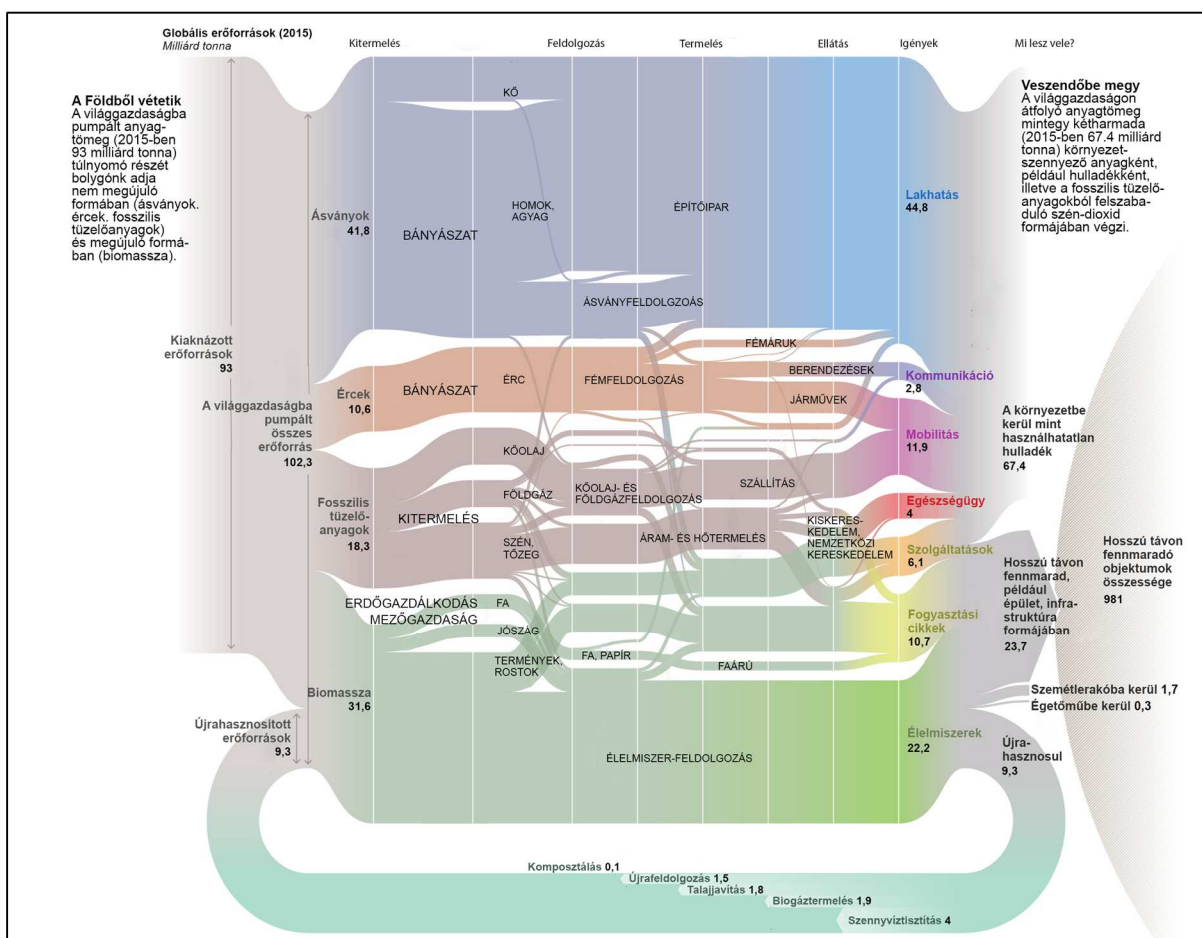 Globális erőforrások (2015)
Milliárd tonna
Kitermelés
Feldolgozás
Termelés
Ellátás
Igények
Mi lesz vele?
A Földből vétetik
A világgazdaságba
pumpált anyag-
tömeg (2015-ben
93 milliárd tonna)
túlnyomó részét
bolygónk adja
nem megújuló
formában (ásványok.
ércek. fosszilis
tüzelőanyagok)
és megújuló formá-
ban (biomassza).
Kiaknázott
erőforrások
93
A világgazdaságba
pumpált
összes
erőforrás
102,3
Újrahasznosított
erőforrások
9,3
Ásványok
41,8
Ércek
10,6
Fosszilis
tüzelő-
anyagok
18,3
Biomassza
31,6
BÁNYÁSZAT
BÁNYÁSZAT
KITERMELÉS
ERDŐGAZDÁLKODÁS
MEZŐGAZDASÁG
KŐ
HOMOK,
AGYAG
ÉRC
KŐOLAJ
FÖLDGÁZ
SZÉN,
TŐZEG
FA
JÓSZÁG
TERMÉNYEK,
ROSTOK
ÉPÍTŐIPAR
ÁSVÁNYFELDOLGZOÁS
FÉMFELDOLGOZÁS
KŐOLAJ- ÉS
FÖLDGÁZFELDOLGOZÁS
ÁRAM- ÉS HŐTERMELÉS
FA, PAPÍR
ÉLELMISZER-FELDOLGOZÁS
FÉMÁRUK
BERENDEZÉSEK
JÁRMŰVEK
SZÁLLÍTÁS
KISKERES-
KEDELEM,
NEMZETKÖZI
KERESKEDELEM
FAÁRÚ
Lakhatás
44,8
Kommunikáció
2,8
Mobilitás
11,9
Egészségügy
4
Szolgáltatások
6,1
Fogyasztási
cikkek
10,7
Élelmiszerek
22,2
Veszendőbe megy
A világgazdaságon
átfolyó anyagtömeg
mintegy kétharmada
(2015-ben 67.4 milliárd
tonna) környezet-
szennyező anyagként,
például hulladékként,
illetve a fosszilis tüzelő-
anyagokból felszaba-
duló szén-dioxid
formájában végzi.
A környezetbe
kerül mint
használhatatlan
hulladék
67,4
Hosszú távon
fennmarad,
például
épület, infra-
struktúra
formájában
23,7
Hosszú távon
fennmaradó
objektumok
összessége
981
Szemétlerakóba kerül 1,7
Égetőműbe kerül 0,3
Újra-
hasznosul
9,3
Komposztálás 0,1
Újrafeldolgozás 1,5
Talajjavítás 1,8
Biogáztermelés 1,9
Szennyvíztisztítás 4